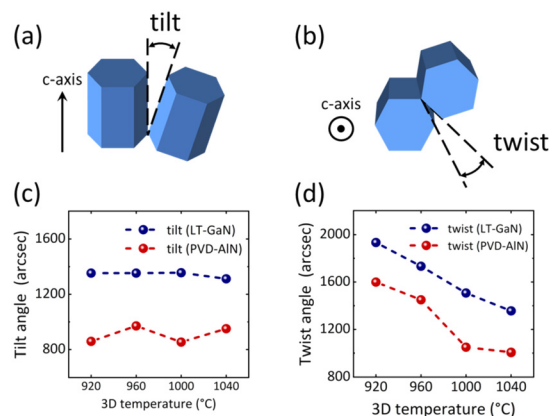 (a)
tilt
c-axis
(b)
c-axis
twist
(c)
tilt (LT-GaN)
tilt (PVD-AlN)
Tilt angle (arcsec)
1600
1200
800
920 960 1000 1040
3D temperature (°C)
(d)
twist (LT-GaN)
twist (PVD-AlN)
Twist angle (arcsec)
2000
1600
1200
800
920 960 1000 1040
3D temperature (°C)